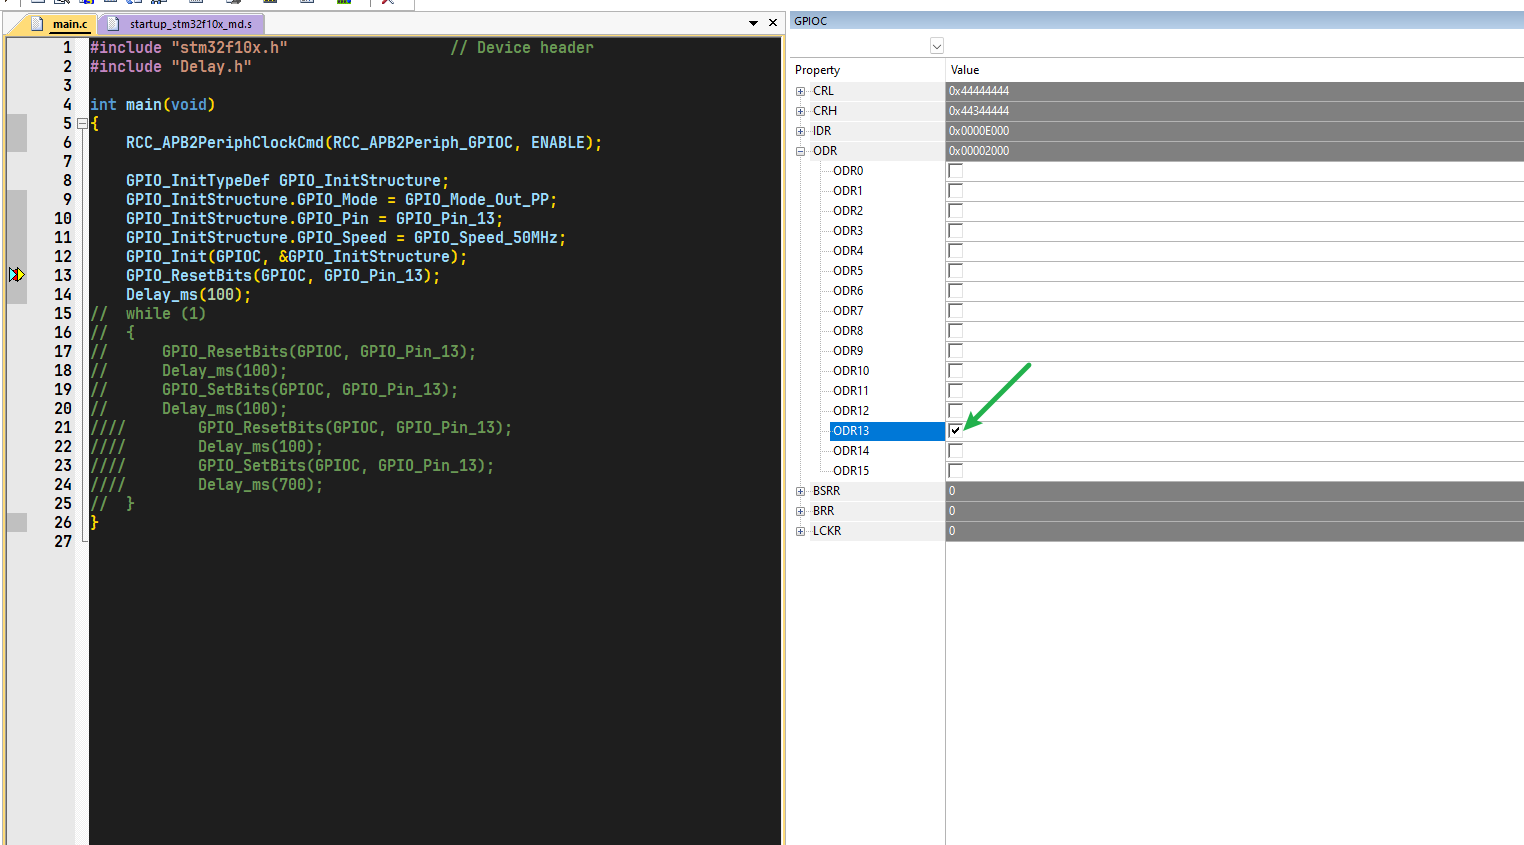 main.c startup_stm32f10x_md.s
1 #include "stm32f10x.h" // Device header
2 #include "Delay.h"
3
4 int main(void)
5 {
6 RCC_APB2PeriphClockCmd(RCC_APB2Periph_GPIOC, ENABLE);
7
8 GPIO_InitTypeDef GPIO_InitStructure;
9 GPIO_InitStructure.GPIO_Mode = GPIO_Mode_Out_PP;
10 GPIO_InitStructure.GPIO_Pin = GPIO_Pin_13;
11 GPIO_InitStructure.GPIO_Speed = GPIO_Speed_50MHz;
12 GPIO_Init(GPIOC, &GPIO_InitStructure);
13 GPIO_ResetBits(GPIOC, GPIO_Pin_13);
14 Delay_ms(100);
15 // while (1)
16 // {
17 // GPIO_ResetBits(GPIOC, GPIO_Pin_13);
18 // Delay_ms(100);
19 // GPIO_SetBits(GPIOC, GPIO_Pin_13);
20 // Delay_ms(100);
21 //// GPIO_ResetBits(GPIOC, GPIO_Pin_13);
22 //// Delay_ms(100);
23 //// GPIO_SetBits(GPIOC, GPIO_Pin_13);
24 //// Delay_ms(700);
25 // }
26 }
27
GPIOC
Property Value
CRL 0x44444444
CRH 0x44344444
IDR 0x0000E000
ODR 0x00002000
ODR0
ODR1
ODR2
ODR3
ODR4
ODR5
ODR6
ODR7
ODR8
ODR9
ODR10
ODR11
ODR12
ODR13
ODR14
ODR15
BSRR 0
BRR 0
LCKR 0